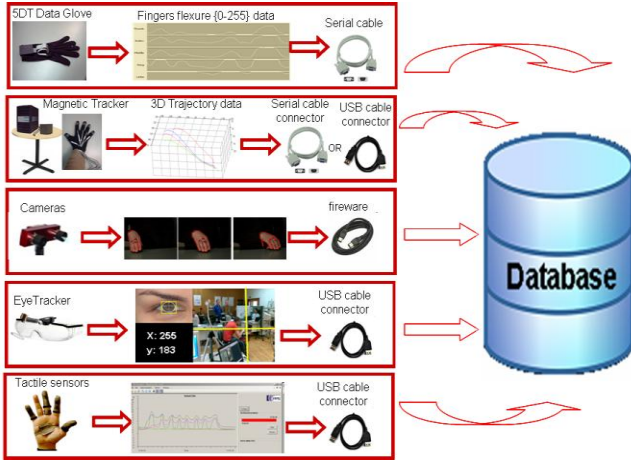 5DT Data Glove
Fingers flexure {0-255} data
Serial cable
Magnetic Tracker
3D Trajectory data
Serial cable
connector
OR
USB cable
connector
Cameras
fireware
EyeTracker
X: 255
y: 183
USB cable
connector
Tactile sensors
USB cable
connector
Database